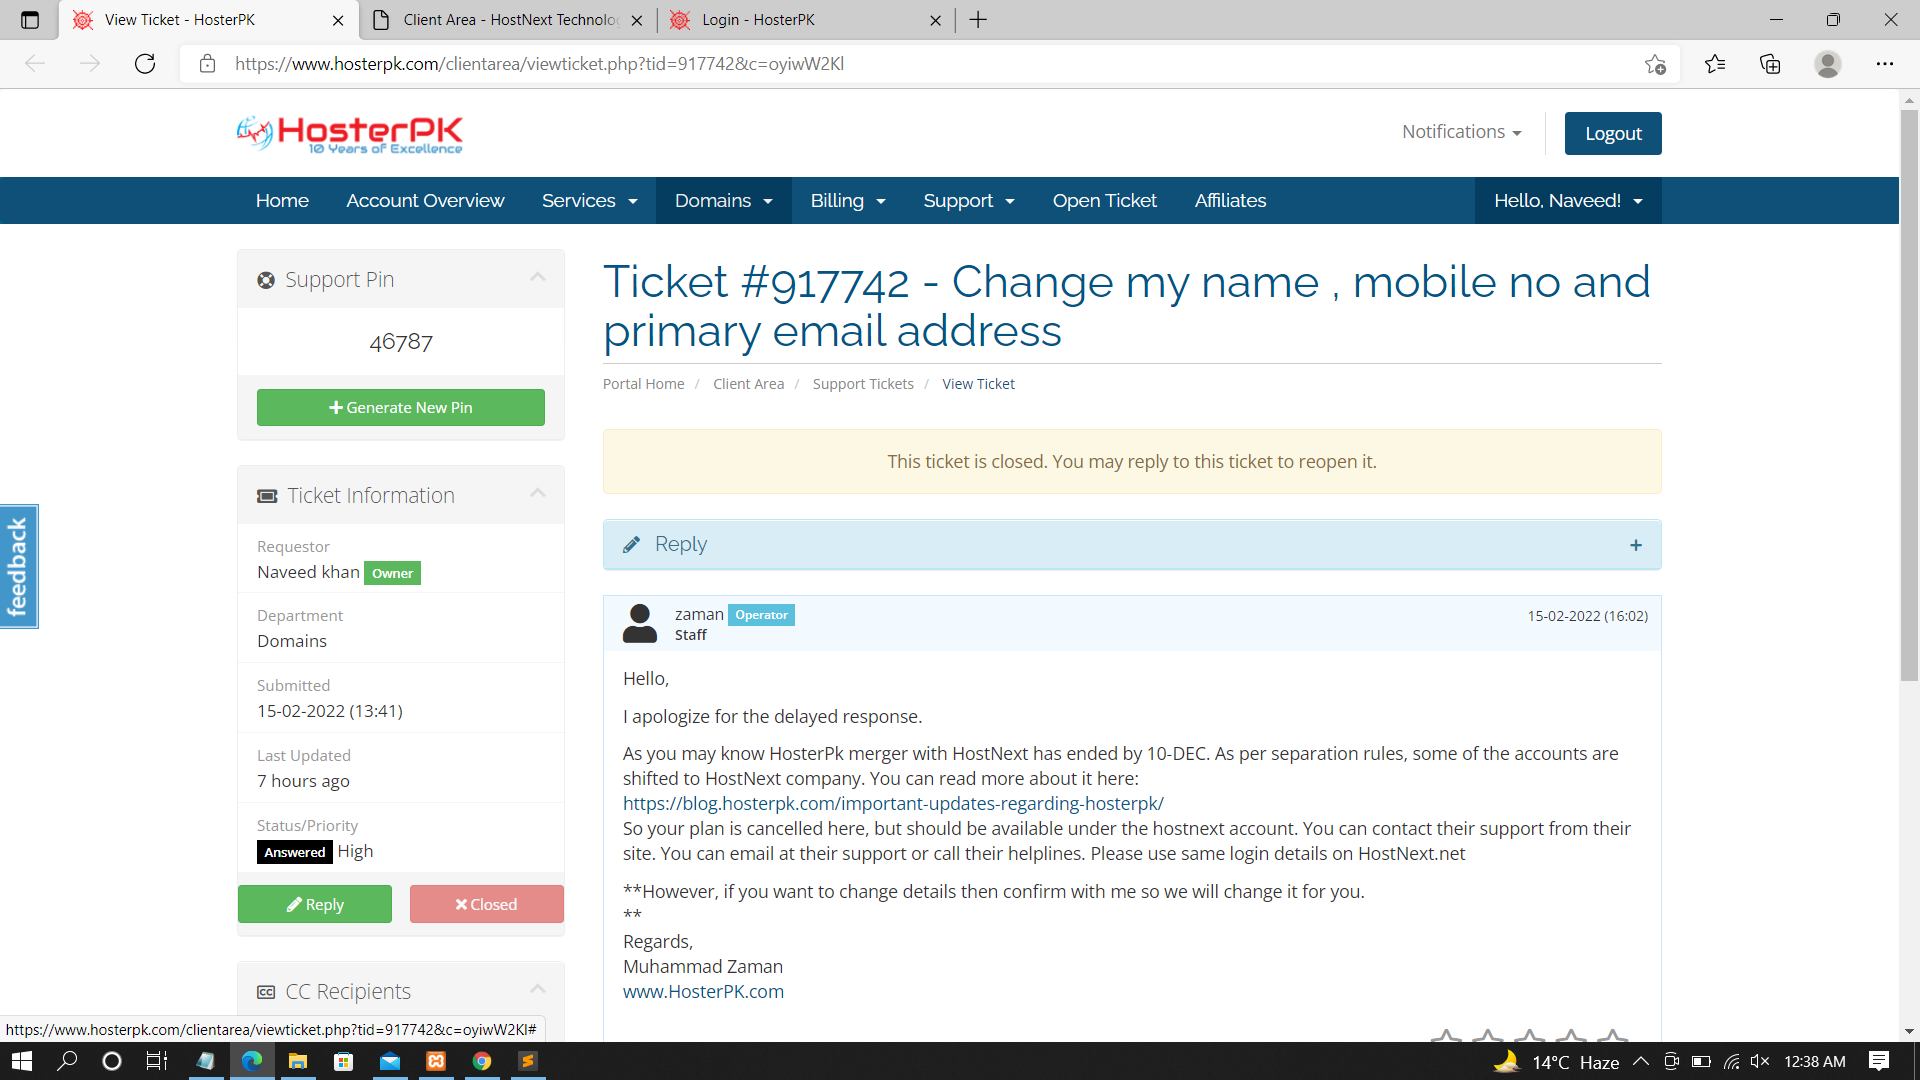 View Ticket - HosterPK
Client Area - HostNext Technolo
Login - HosterPK
https://www.hosterpk.com/clientarea/viewticket.php?tid=917742&c=oyiwW2Kl
HosterPK
10 Years of Excellence
Notifications
Logout
Home
Account Overview
Services
Domains
Billing
Support
Open Ticket
Affiliates
Hello, Naveed!
Support Pin
46787
Generate New Pin
Ticket Information
Requestor
Naveed khan Owner
Department
Domains
Submitted
15-02-2022 (13:41)
Last Updated
7 hours ago
Status/Priority
Answered High
Reply
Closed
CC Recipients
feedback
Ticket #917742 - Change my name , mobile no and
primary email address
Portal Home / Client Area / Support Tickets / View Ticket
This ticket is closed. You may reply to this ticket to reopen it.
Reply
zaman Operator
Staff
15-02-2022 (16:02)
Hello,
I apologize for the delayed response.
As you may know HosterPk merger with HostNext has ended by 10-DEC. As per separation rules, some of the accounts are
shifted to HostNext company. You can read more about it here:
https://blog.hosterpk.com/important-updates-regarding-hosterpk/
So your plan is cancelled here, but should be available under the hostnext account. You can contact their support from their
site. You can email at their support or call their helplines. Please use same login details on HostNext.net
**However, if you want to change details then confirm with me so we will change it for you.
**
Regards,
Muhammad Zaman
www.HosterPK.com
https://www.hosterpk.com/clientarea/viewticket.php?tid=917742&c=oyiwW2Kl#
14°C Haze
12:38 AM